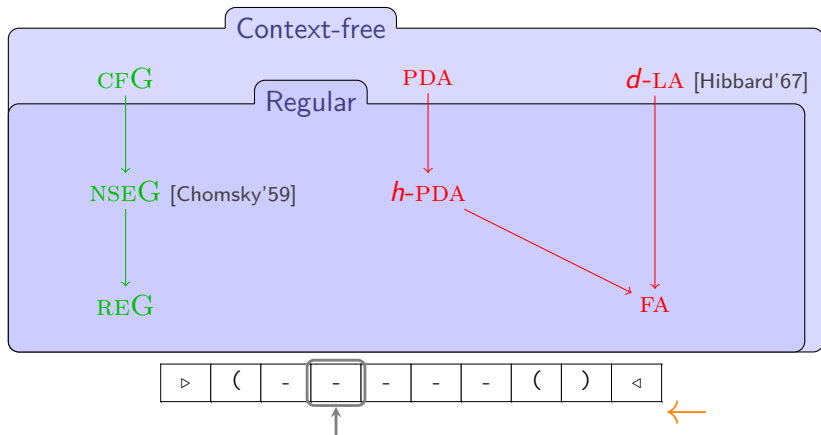 Context-free
CFG PDA d-LA [Hibbard'67]
Regular
NSEG [Chomsky'59] h-PDA
REG FA
▷ ( - - - - - ( ) ◁